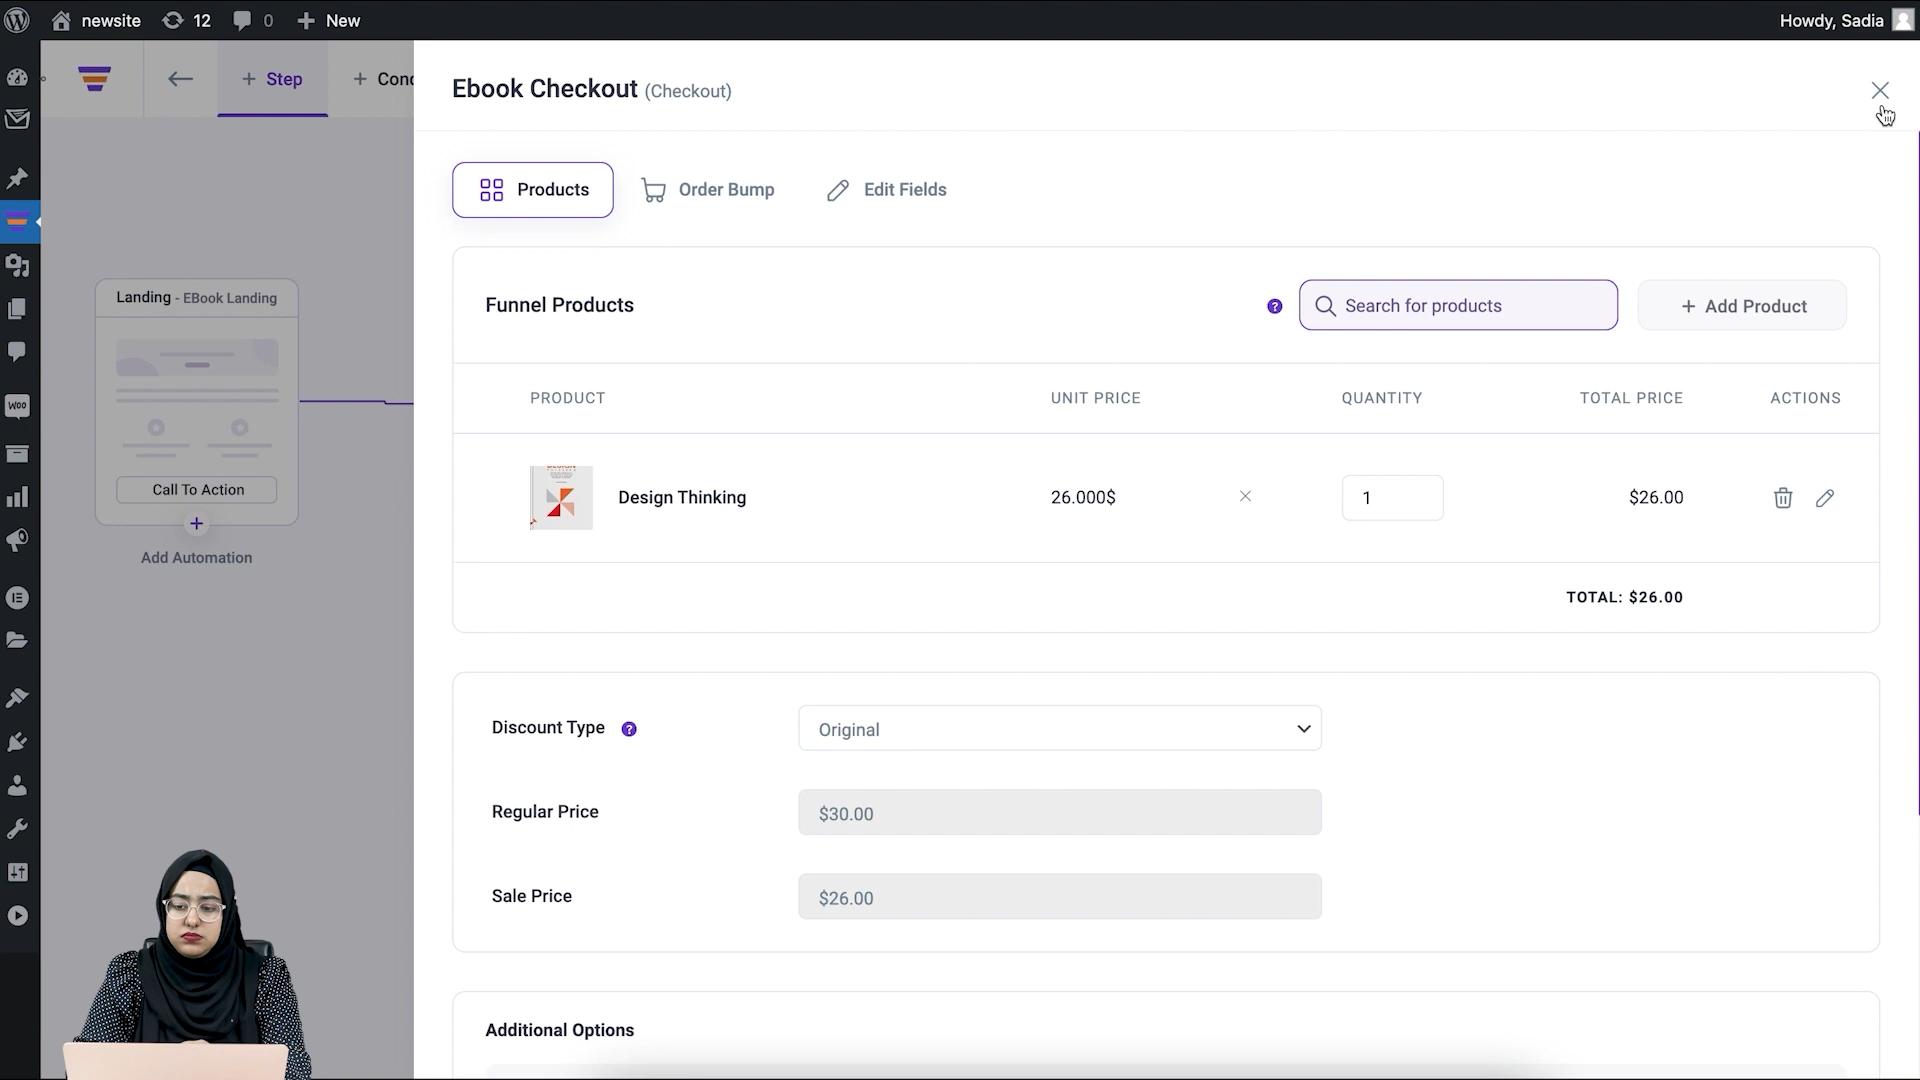 newsite 12 0 + New Howdy, Sadia
+ Step + Cond
Ebook Checkout (Checkout)
Products Order Bump Edit Fields
Landing - EBook Landing
Call To Action
+
Add Automation
Funnel Products ? Search for products + Add Product
PRODUCT UNIT PRICE QUANTITY TOTAL PRICE ACTIONS
Design Thinking 26.000$ × 1 $26.00
TOTAL: $26.00
Woo
Discount Type ? Original
Regular Price $30.00
Sale Price $26.00
Additional Options